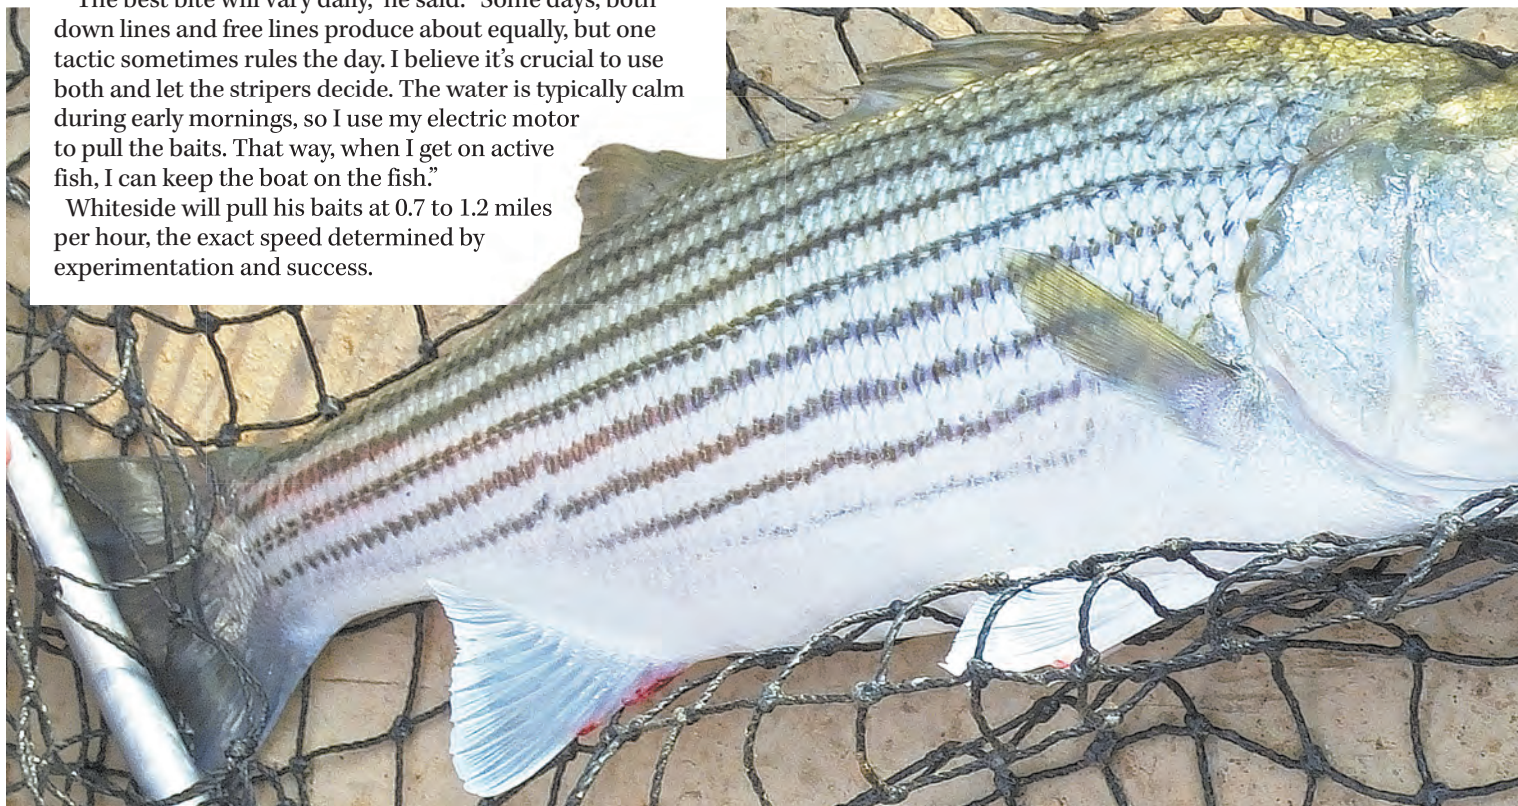 “The best bite will vary daily,” he said. “Some days, both
down lines and free lines produce about equally, but one
tactic sometimes rules the day. I believe it’s crucial to use
both and let the stripers decide. The water is typically calm
during early mornings, so I use my electric motor
to pull the baits. That way, when I get on active
fish, I can keep the boat on the fish.”
Whiteside will pull his baits at 0.7 to 1.2 miles
per hour, the exact speed determined by
experimentation and success.